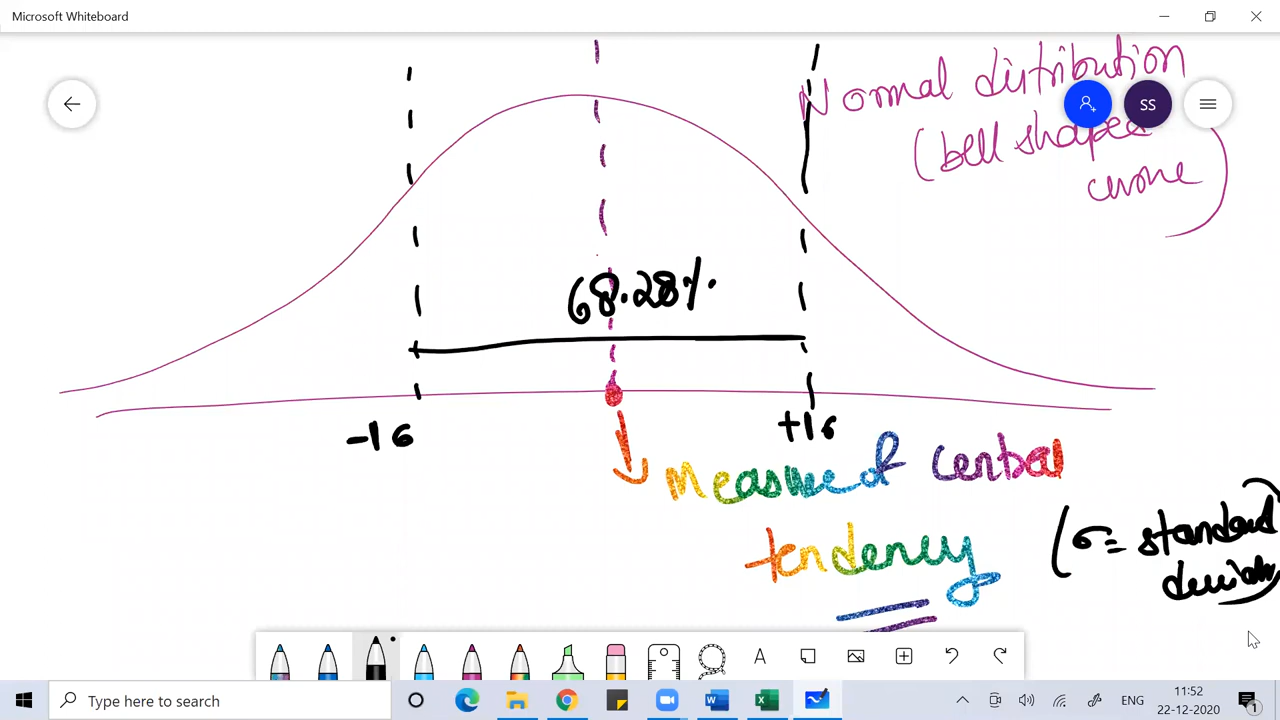 Microsoft Whiteboard
Normal distribution
(bell shaped
curve)
SS
68.28%
-1σ
+1σ
measure of central
tendency
(σ = standard
A
Type here to search
ENG
11:52
22-12-2020
1